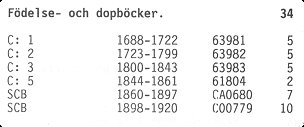 Födelse- och dopböcker. 34
C: 1 1688-1722 63981 5
C: 2 1723-1799 63982 5
C: 3 1800-1843 63983 5
C: 5 1844-1861 61804 2
SCB 1860-1897 CA0680 7
SCB 1898-1920 C00779 10